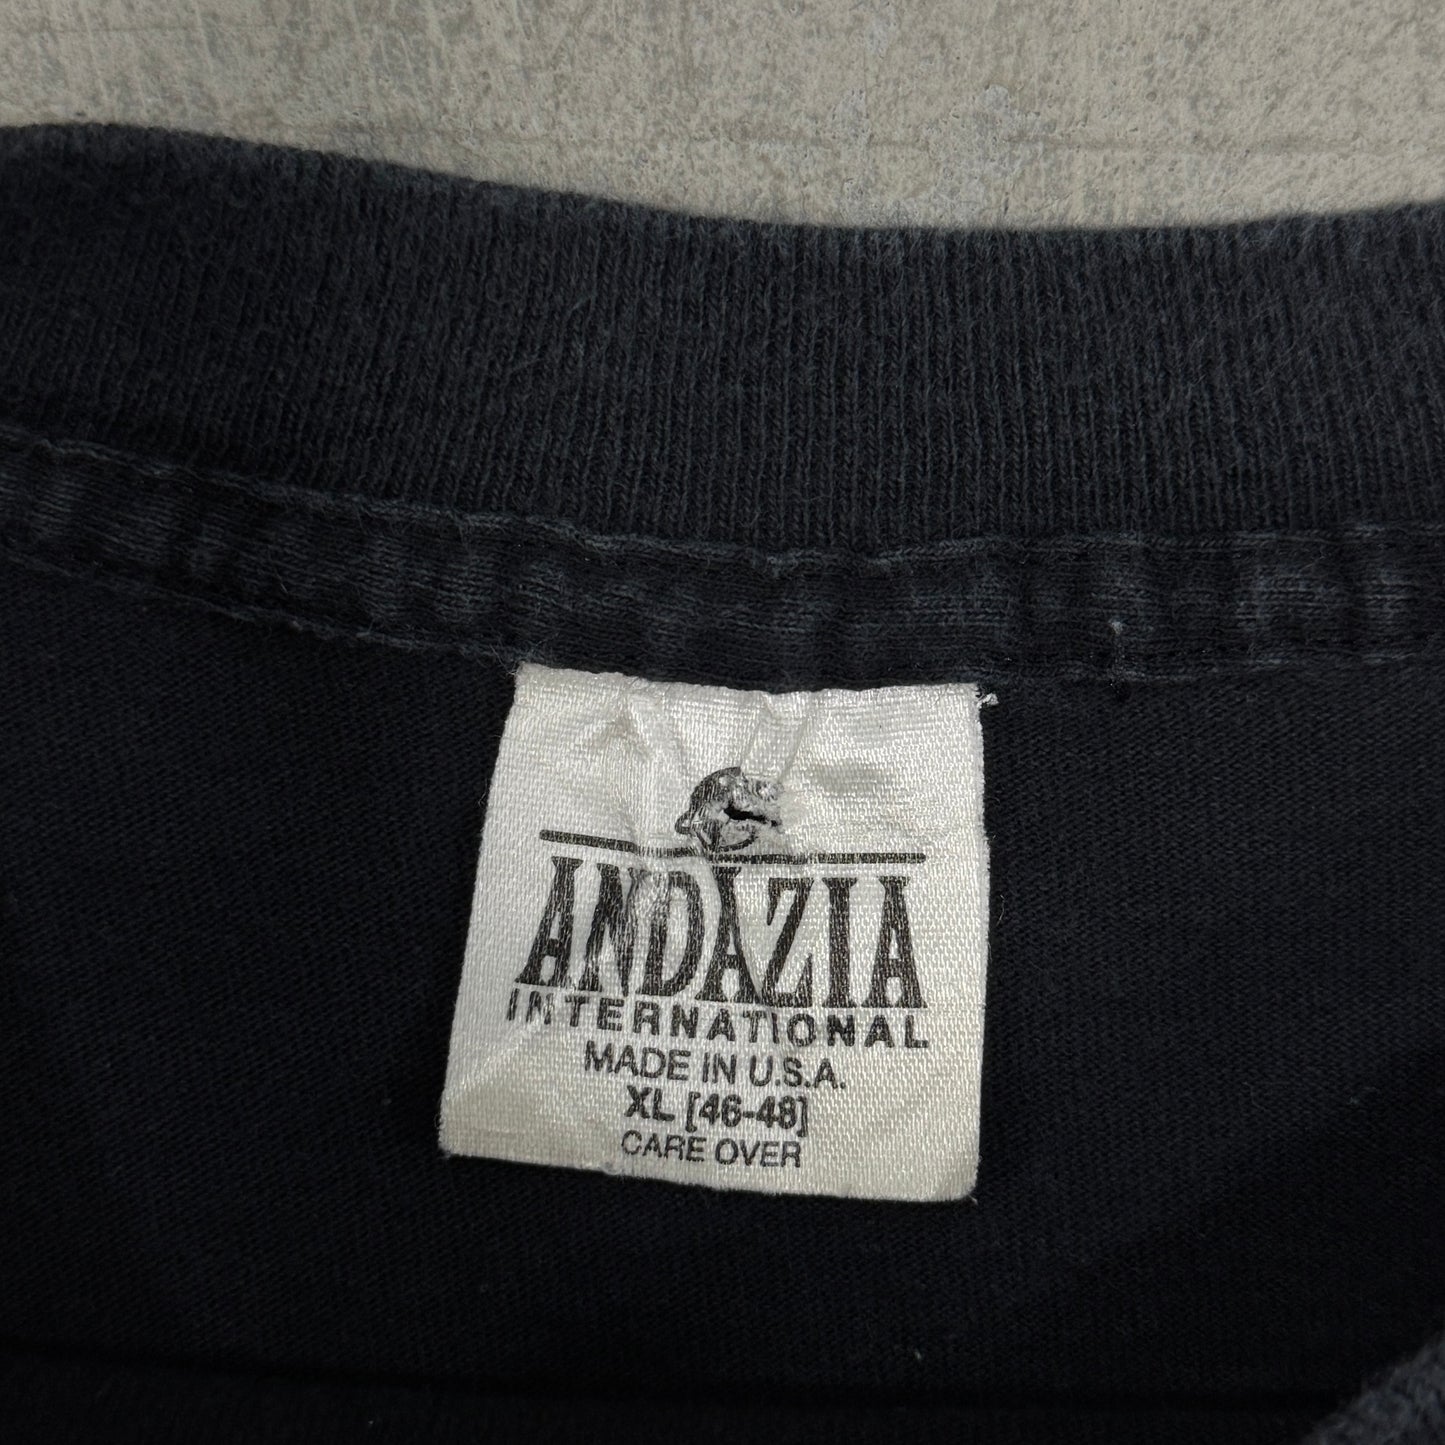 ANDAZIA
INTERNATIONAL
MADE IN U.S.A.
XL [46-48]
CARE OVER